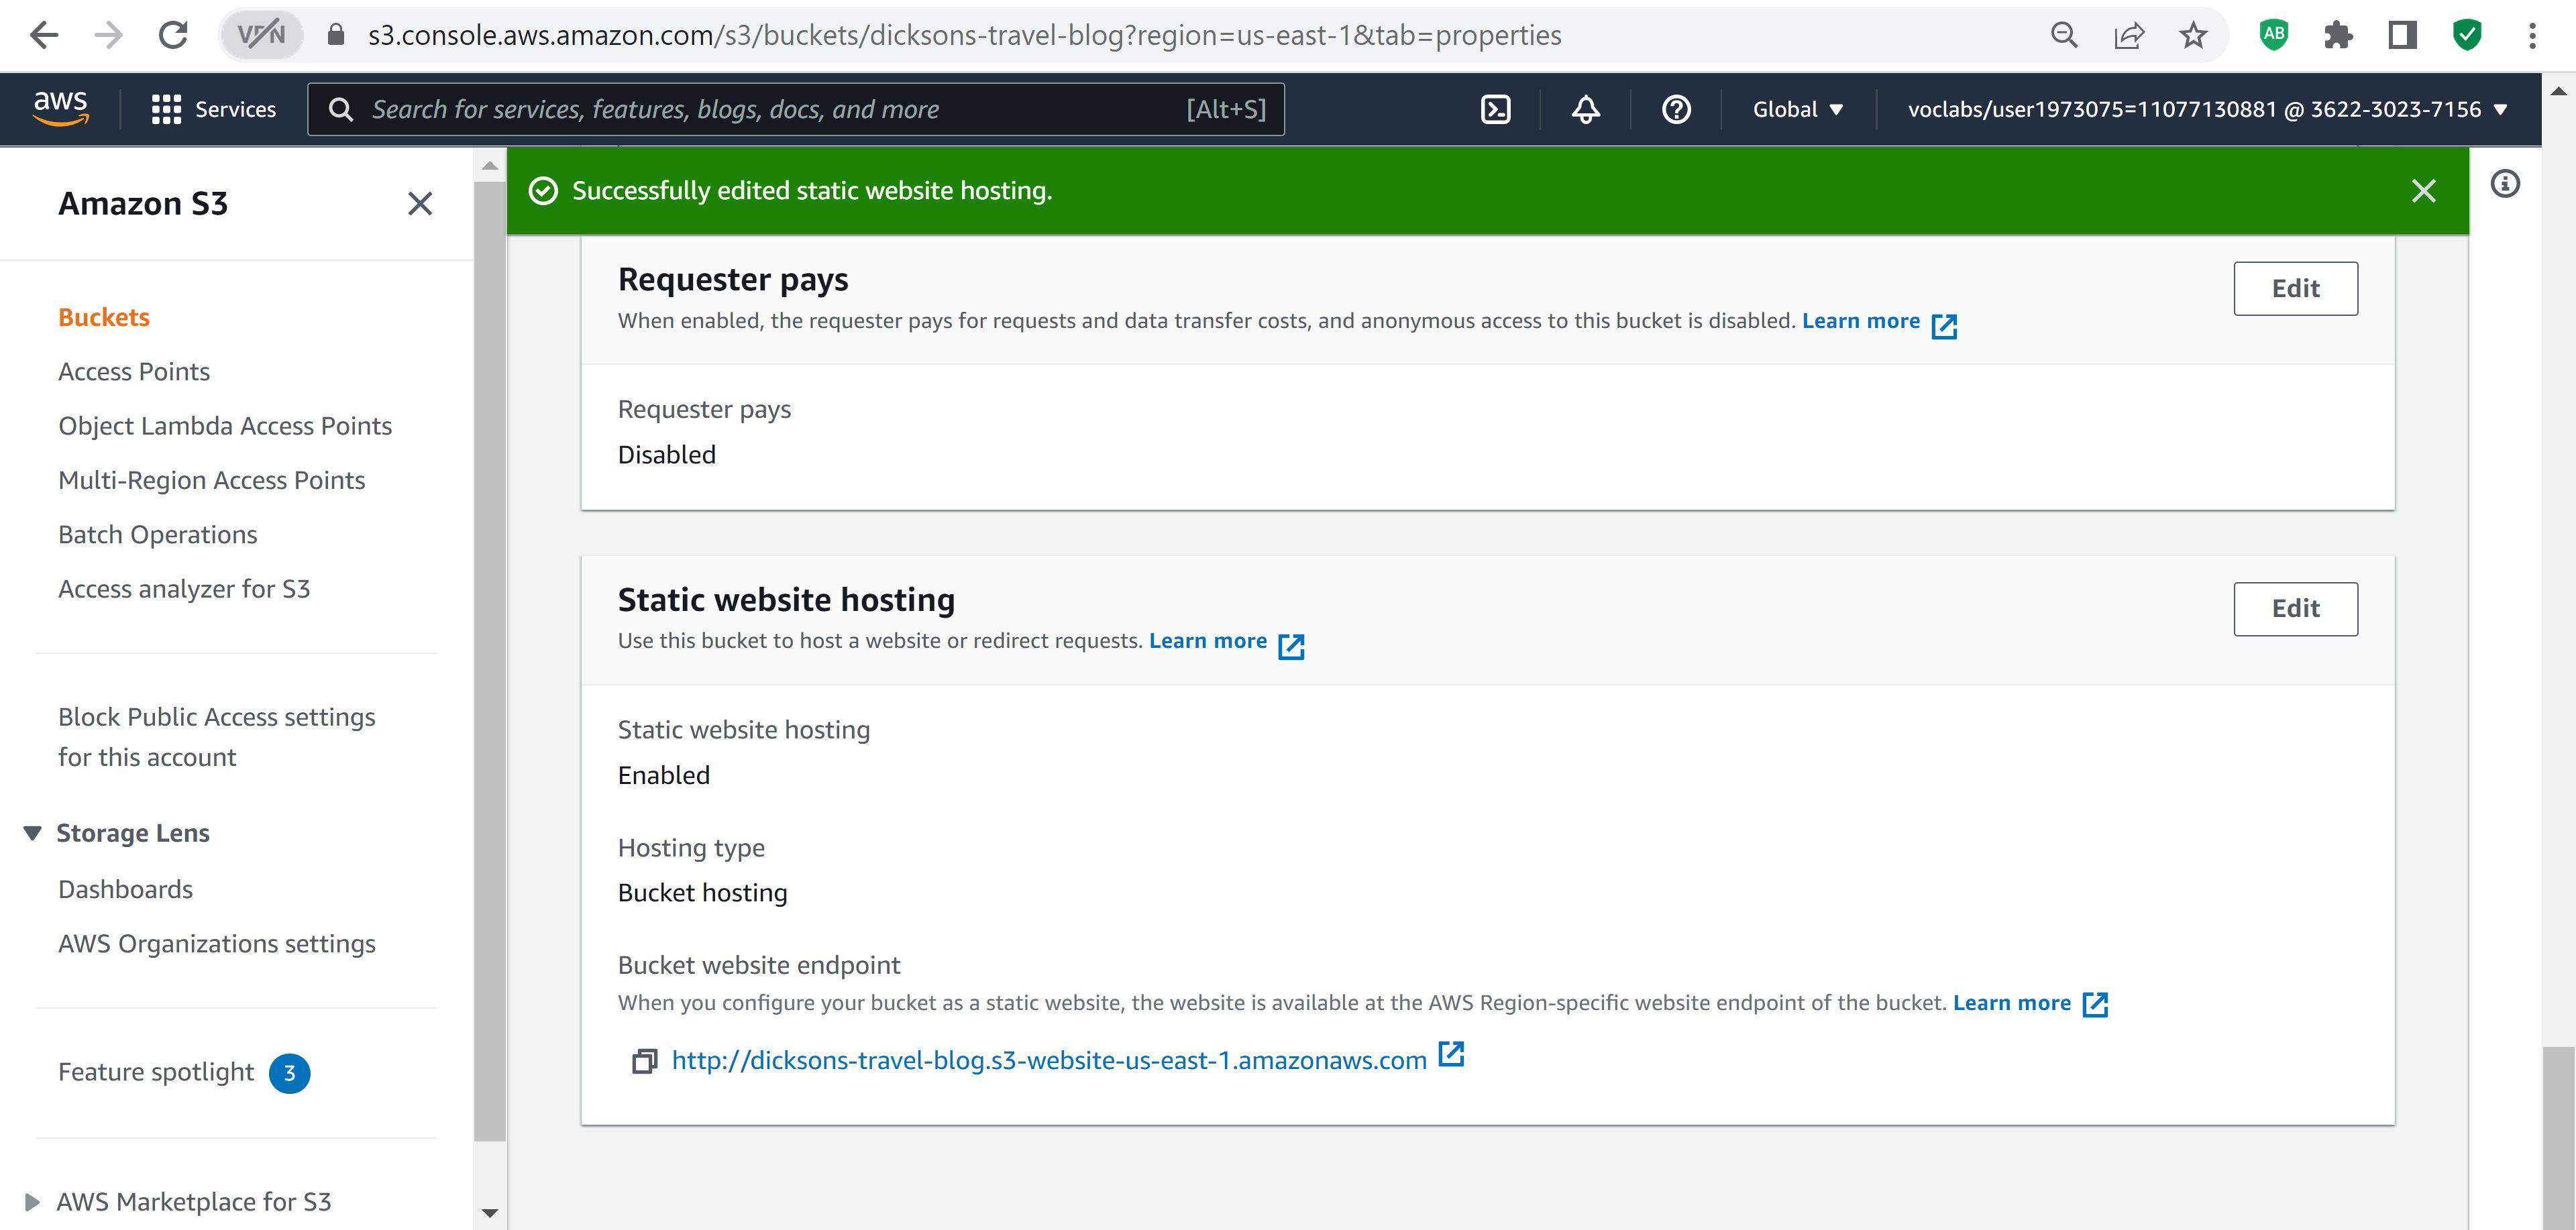 VPN
s3.console.aws.amazon.com/s3/buckets/dicksons-travel-blog?region=us-east-1&tab=properties
AB
aws
Services
Search for services, features, blogs, docs, and more
[Alt+S]
Global
voclabs/user1973075=11077130881 @ 3622-3023-7156
Amazon S3
Buckets
Access Points
Object Lambda Access Points
Multi-Region Access Points
Batch Operations
Access analyzer for S3
Block Public Access settings
for this account
Storage Lens
Dashboards
AWS Organizations settings
Feature spotlight 3
AWS Marketplace for S3
Successfully edited static website hosting.
Requester pays
Edit
When enabled, the requester pays for requests and data transfer costs, and anonymous access to this bucket is disabled. Learn more
Requester pays
Disabled
Static website hosting
Edit
Use this bucket to host a website or redirect requests. Learn more
Static website hosting
Enabled
Hosting type
Bucket hosting
Bucket website endpoint
When you configure your bucket as a static website, the website is available at the AWS Region-specific website endpoint of the bucket. Learn more
http://dicksons-travel-blog.s3-website-us-east-1.amazonaws.com